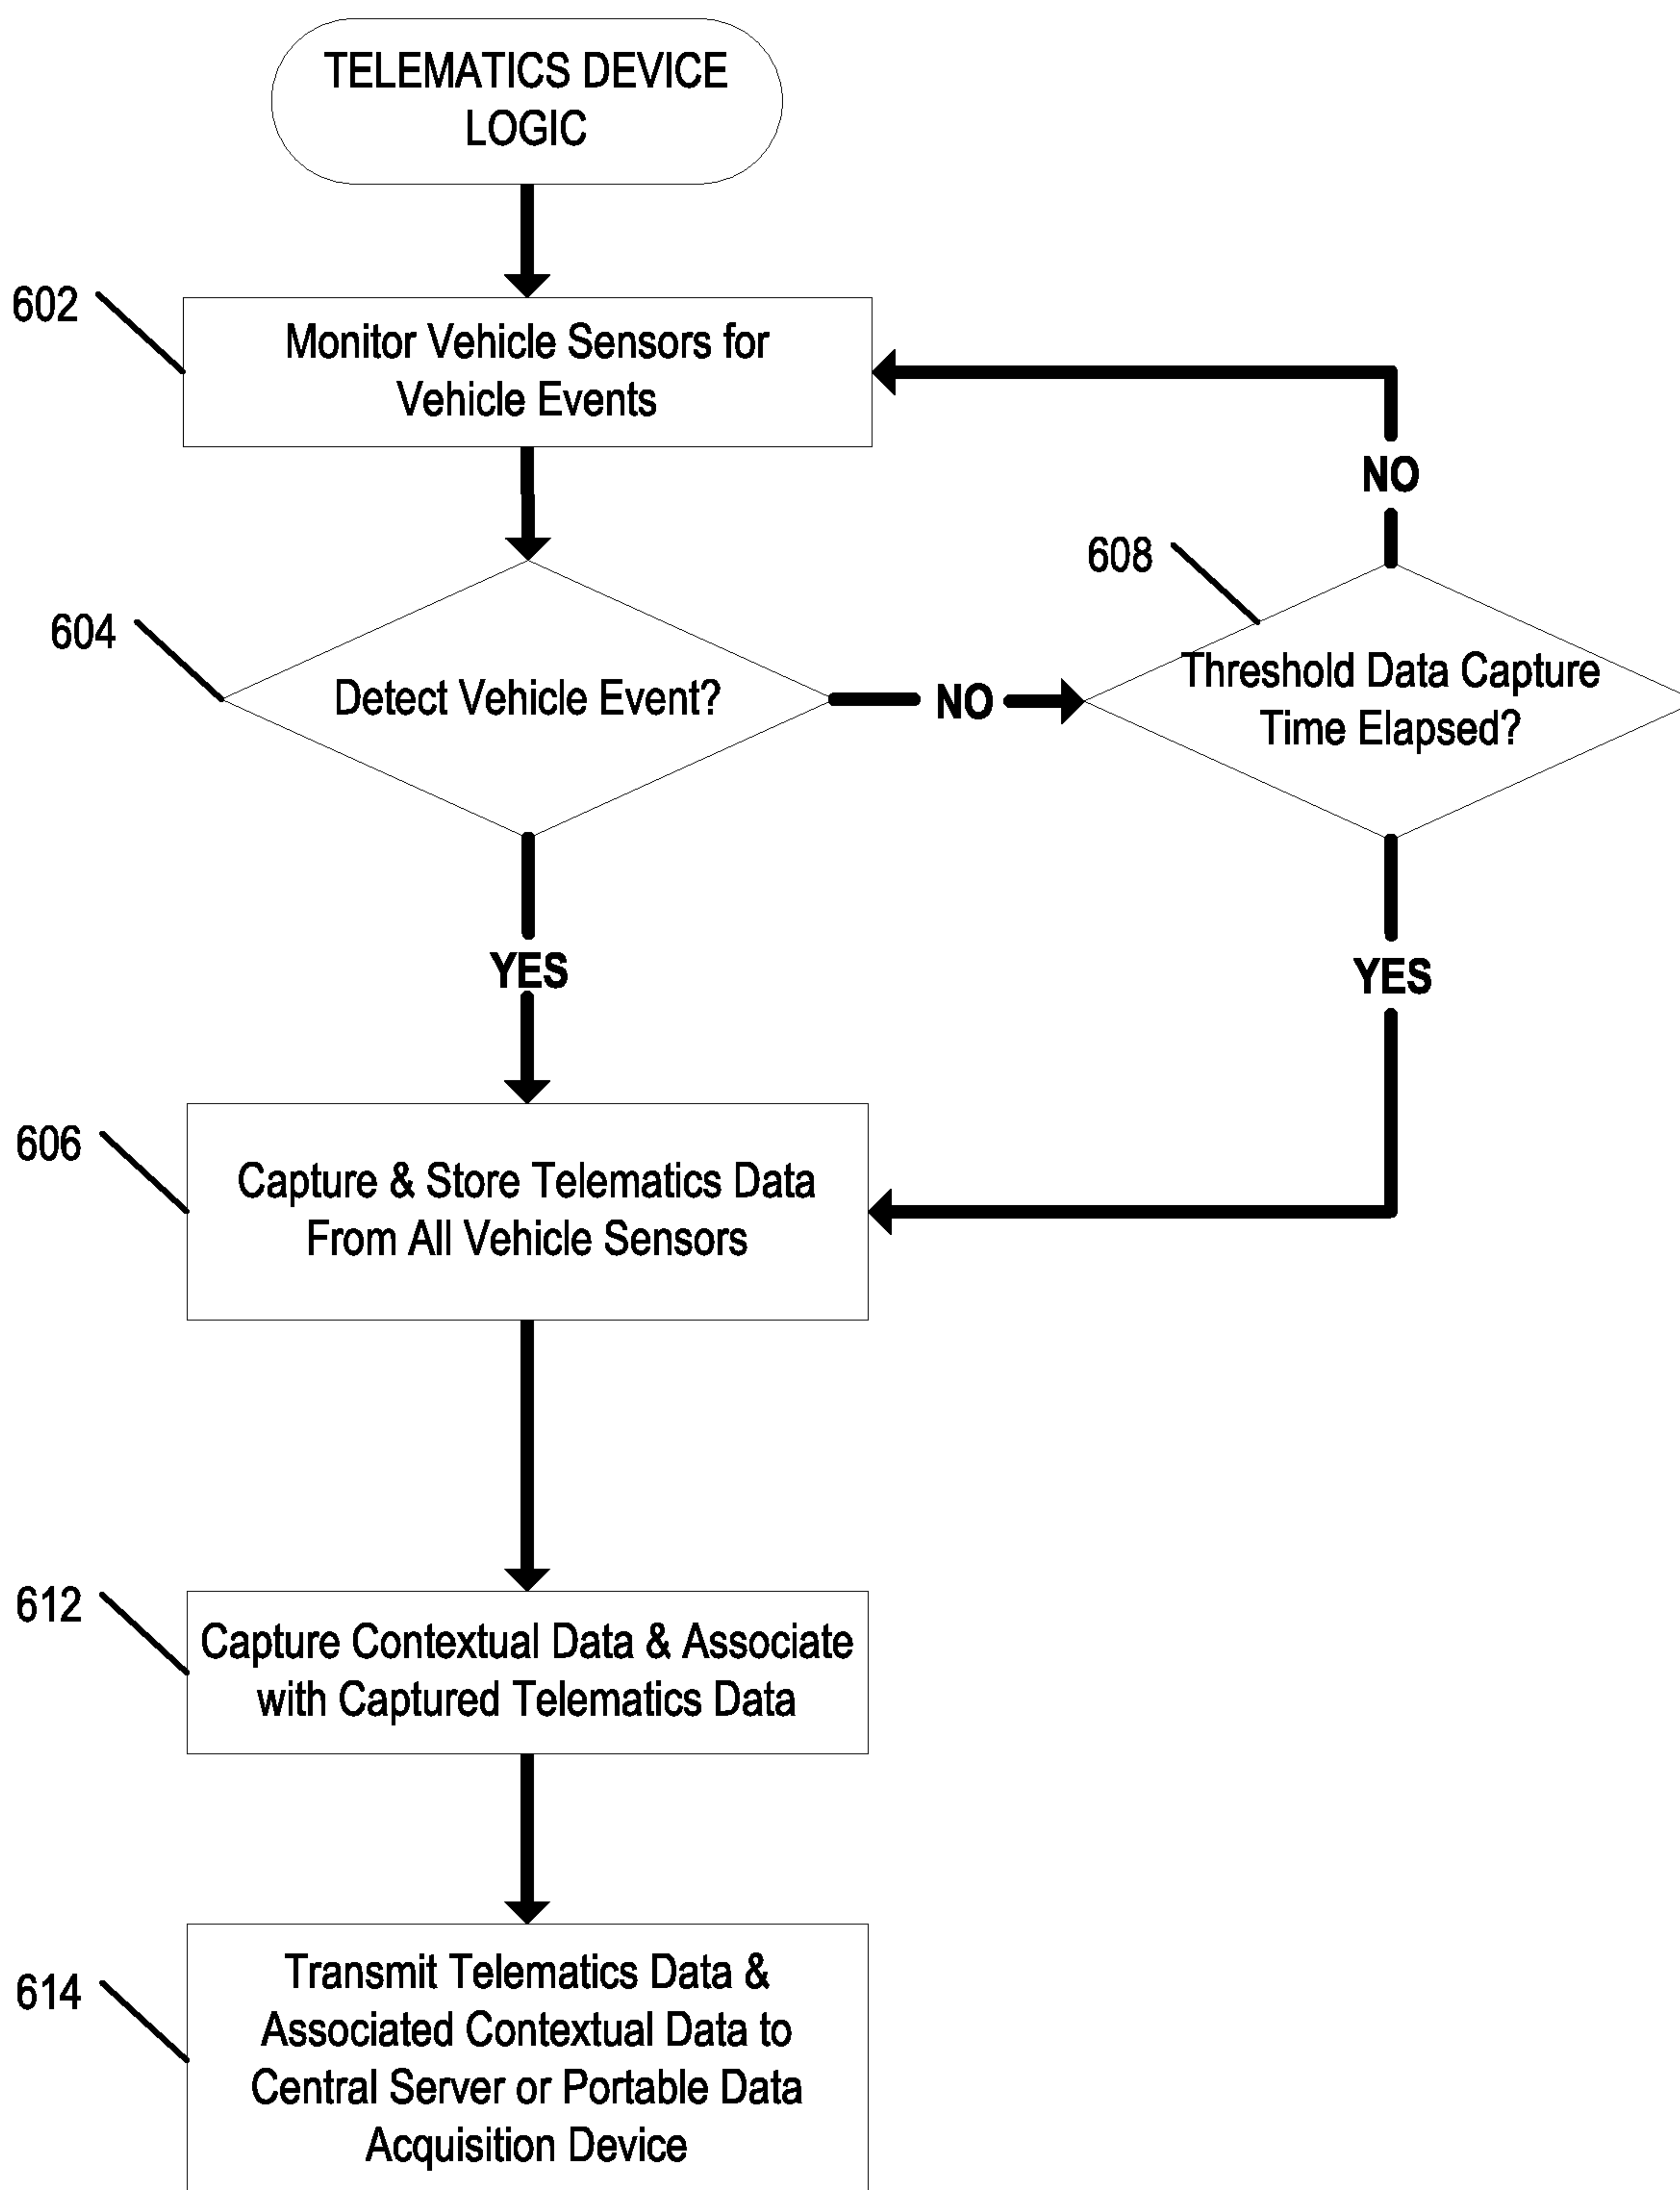 TELEMATICS DEVICE
LOGIC
602
Monitor Vehicle Sensors for
Vehicle Events
NO
608
604
Detect Vehicle Event?
NO
Threshold Data Capture
Time Elapsed?
YES
YES
606
Capture & Store Telematics Data
From All Vehicle Sensors
612
Capture Contextual Data & Associate
with Captured Telematics Data
614
Transmit Telematics Data &
Associated Contextual Data to
Central Server or Portable Data
Acquisition Device